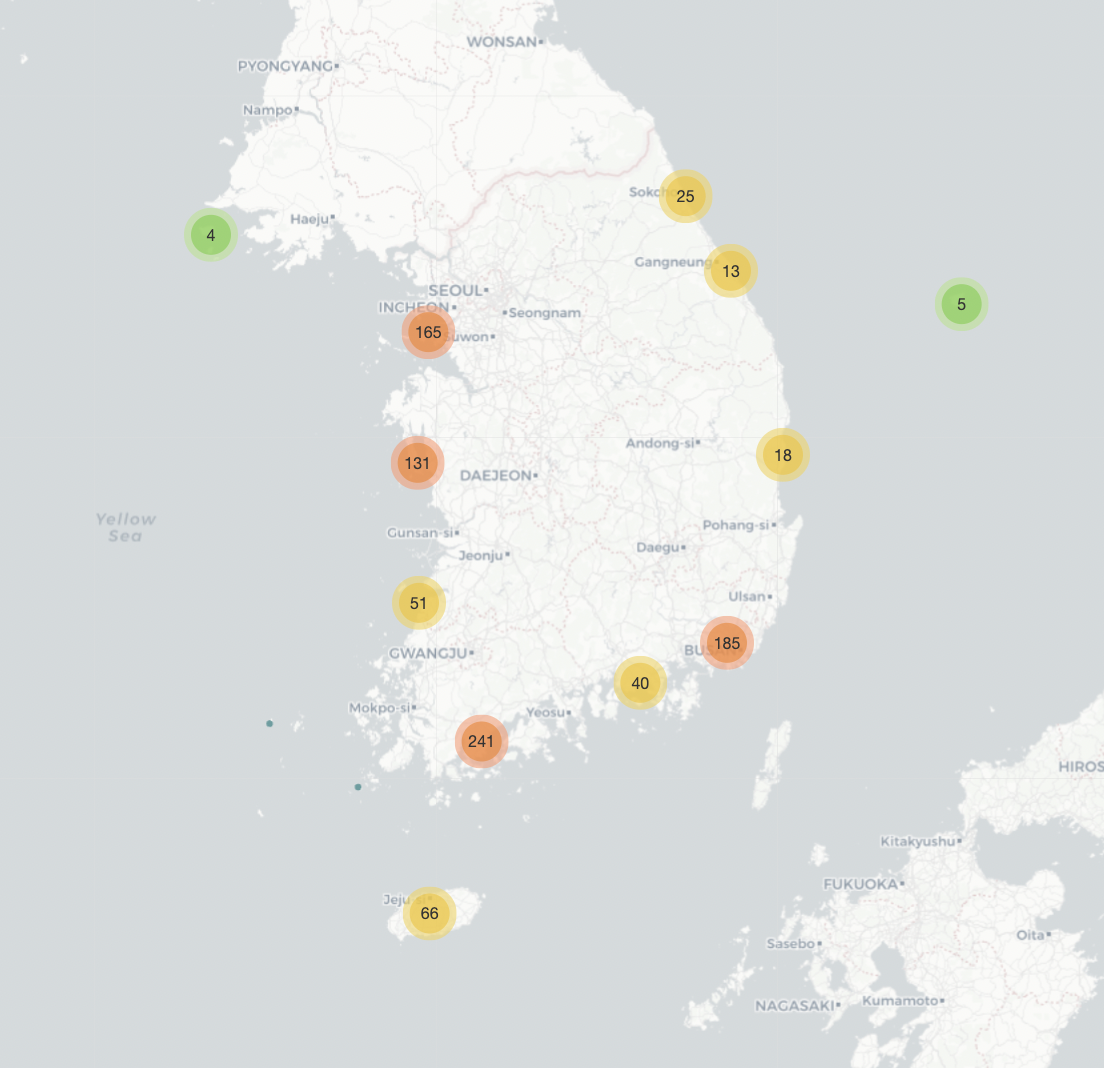 WONSAN
PYONGYANG
Nampo
25
Sokch
Haeju
4
Gangneung
13
SEOUL
5
INCHEON
Seongnam
165
uwon
Andong-si
18
131
DAEJEON
Yellow
Sea
Pohang-si
Gunsan-si
Daegu
Jeonju
Ulsan
51
185
BU
GWANGJU
40
Mokpo-si
Yeosu
241
HIROS
Kitakyushu
FUKUOKA
Jeju
66
Oita
Sasebo
Kumamoto
NAGASAKI